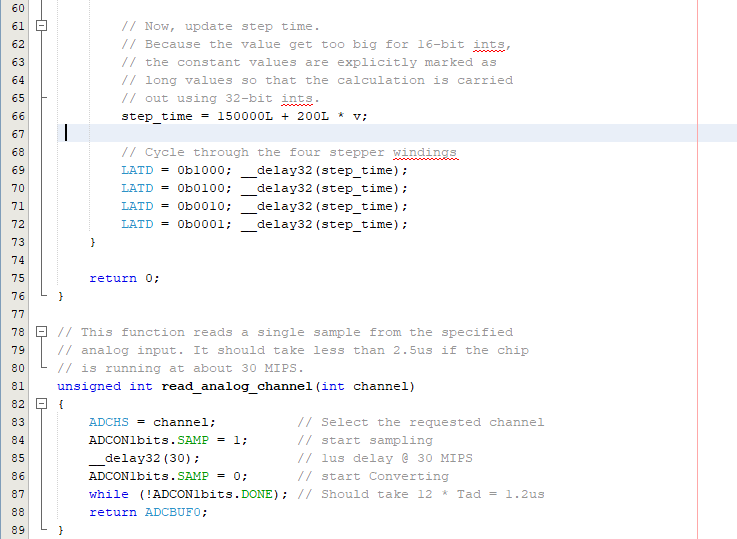 60
61 // Now, update step time.
62 // Because the value get too big for 16-bit ints,
63 // the constant values are explicitly marked as
64 // long values so that the calculation is carried
65 // out using 32-bit ints.
66 step_time = 150000L + 200L * v;
67
68 // Cycle through the four stepper windings
69 LATD = 0b1000; __delay32(step_time);
70 LATD = 0b0100; __delay32(step_time);
71 LATD = 0b0010; __delay32(step_time);
72 LATD = 0b0001; __delay32(step_time);
73 }
74
75 return 0;
76 }
77
78 // This function reads a single sample from the specified
79 // analog input. It should take less than 2.5us if the chip
80 // is running at about 30 MIPS.
81 unsigned int read_analog_channel(int channel)
82 {
83 ADCHS = channel; // Select the requested channel
84 ADCON1bits.SAMP = 1; // start sampling
85 __delay32(30); // 1us delay @ 30 MIPS
86 ADCON1bits.SAMP = 0; // start Converting
87 while (!ADCON1bits.DONE); // Should take 12 * Tad = 1.2us
88 return ADCBUF0;
89 }